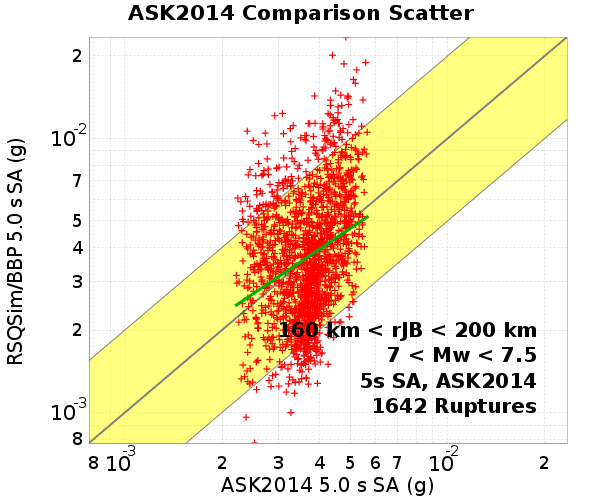 ASK2014 Comparison Scatter
RSQSim/BBP 5.0 s SA (g)
2
10-2
7
5
4
3
2
10-3
8
160 km < rJB < 200 km
7 < Mw < 7.5
5s SA, ASK2014
1642 Ruptures
8 10-3 2 3 4 5 6 7 10-2 2
ASK2014 5.0 s SA (g)